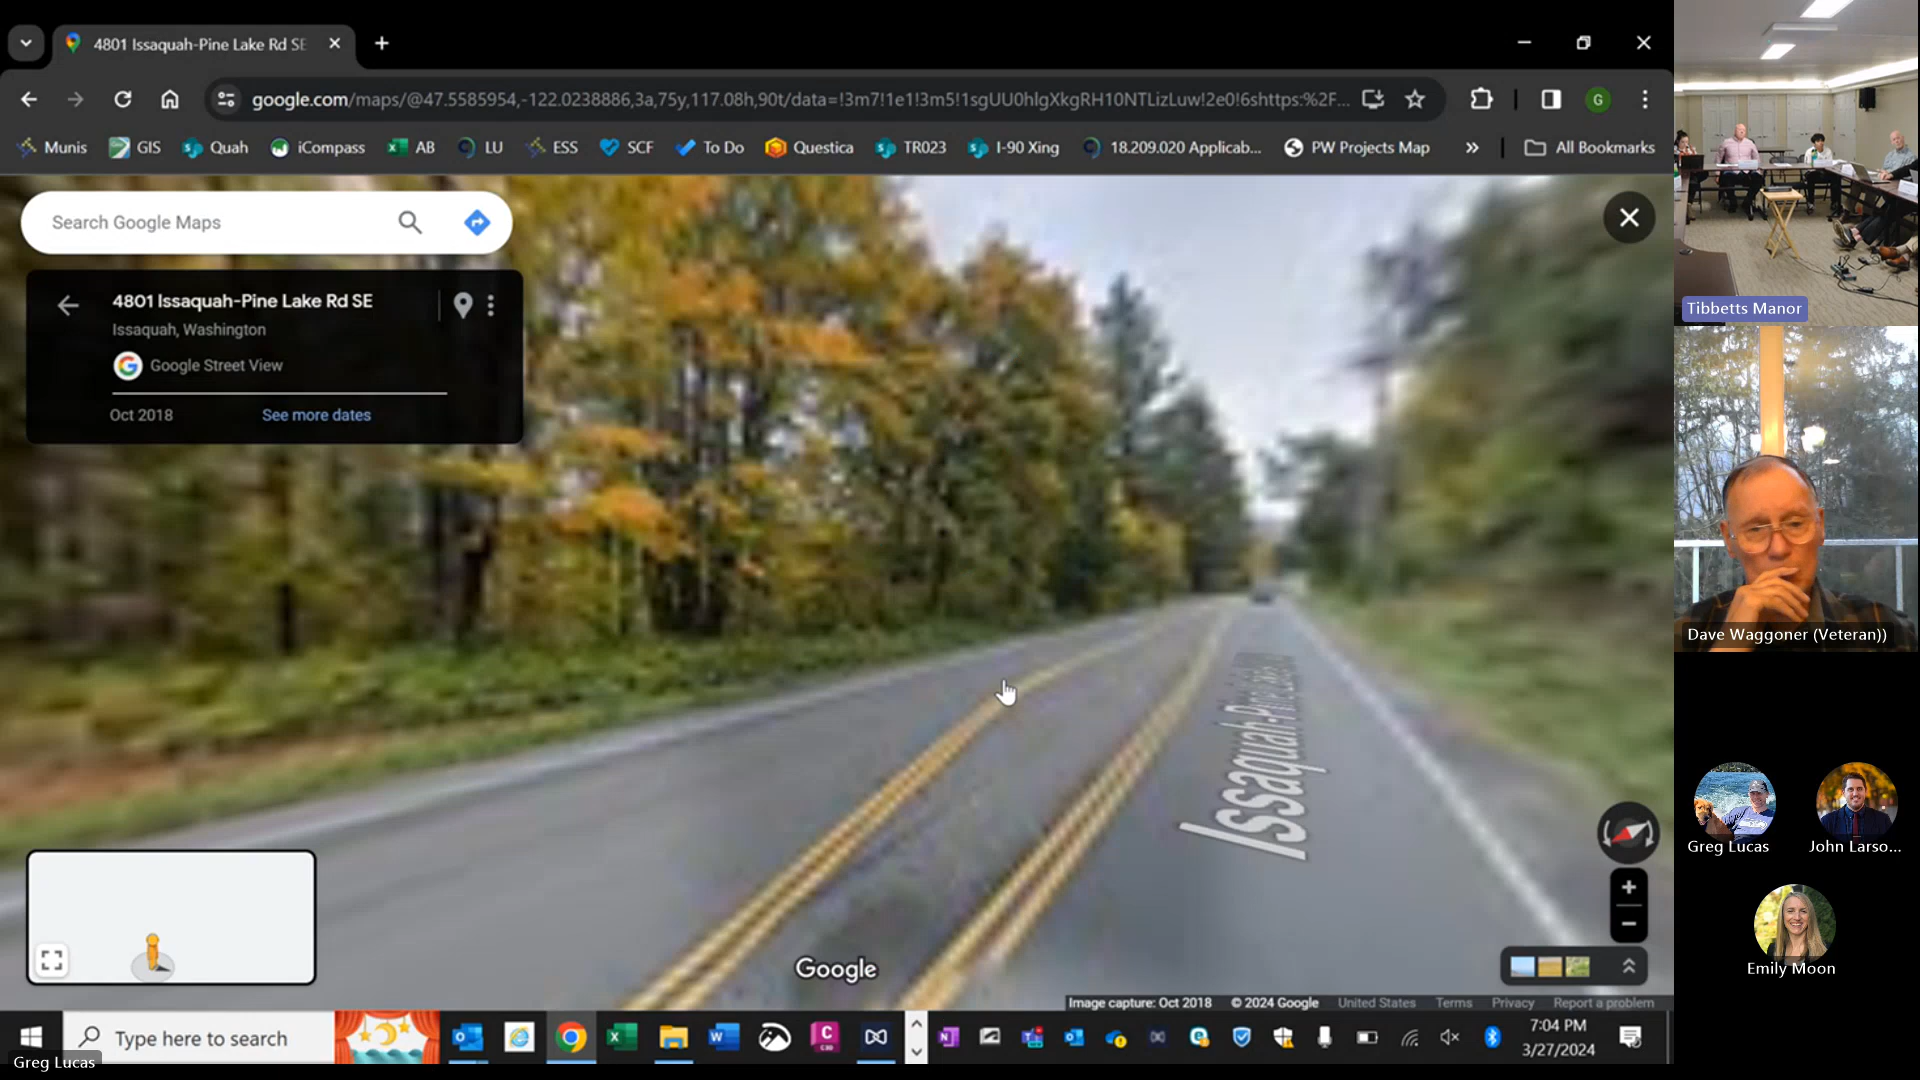 4801 Issaquah-Pine Lake Rd SE
google.com/maps/@47.5585954,-122.0238886,3a,75y,117.08h,90t/data=!3m7!1e1!3m5!1sgUU0hlgXkgRH10NTLizLuw!2e0!6shttps:%2F...
G
Munis GIS Quah iCompass AB LU ESS SCF To Do Questica TR023 I-90 Xing 18.209.020 Applicab... PW Projects Map » All Bookmarks
Search Google Maps
4801 Issaquah-Pine Lake Rd SE
Issaquah, Washington
Google Street View
Oct 2018 See more dates
Issaquah-Pine Lake Rd
Google
Image capture: Oct 2018 © 2024 Google United States Terms Privacy Report a problem
Type here to search
7:04 PM
3/27/2024
Greg Lucas
Tibbetts Manor
Dave Waggoner (Veteran))
Greg Lucas
John Larso...
Emily Moon